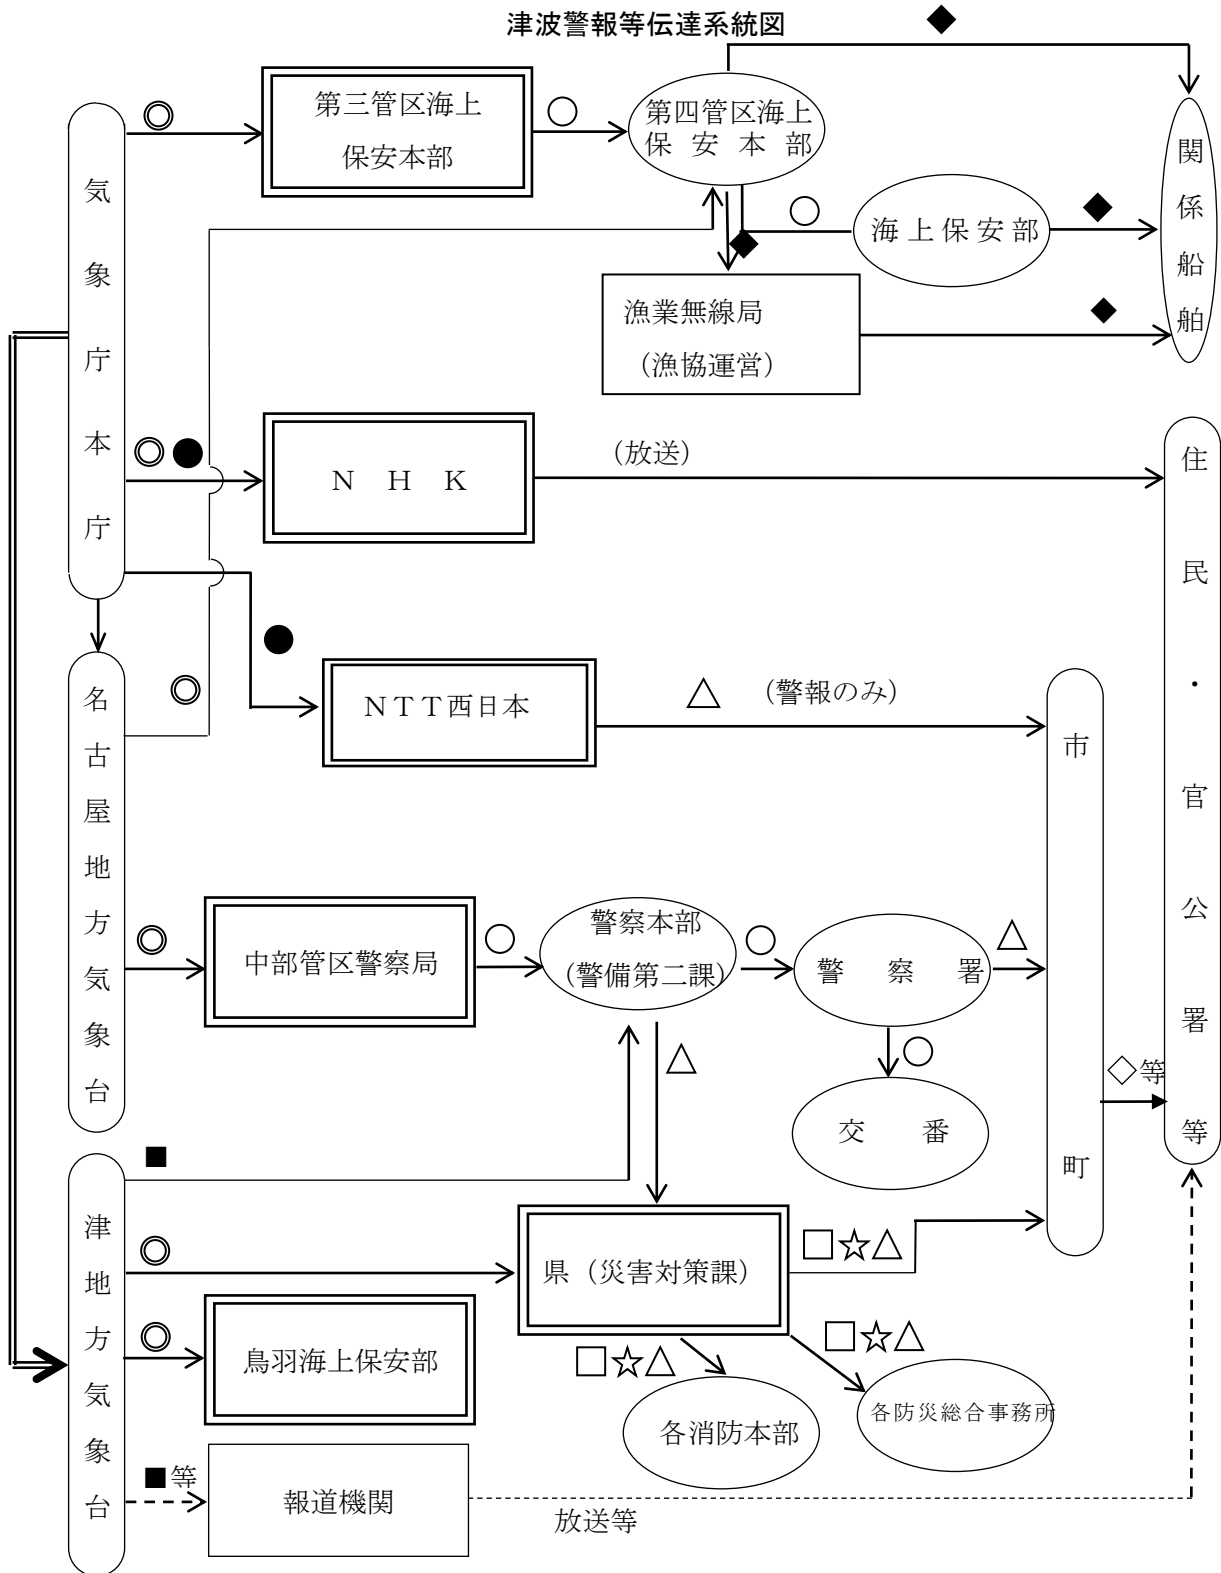 津波警報等伝達系統図
◆
◎
第三管区海上
保安本部
○
第四管区海上
保安本部
○
海上保安部
◆
◆
漁業無線局
（漁協運営）
◆
関係船舶
気象庁本庁
◎●
ＮＨＫ
（放送）
●
ＮＴＴ西日本
△
（警報のみ）
名古屋地方気象台
◎
◎
中部管区警察局
○
警察本部
（警備第二課）
○
警察署
△
△
○
交番
市町
◇等
住民・官公署等
■
津地方気象台
◎
県（災害対策課）
□☆△
◎
鳥羽海上保安部
□☆△
各消防本部
□☆△
各防災総合事務所
■等
報道機関
放送等